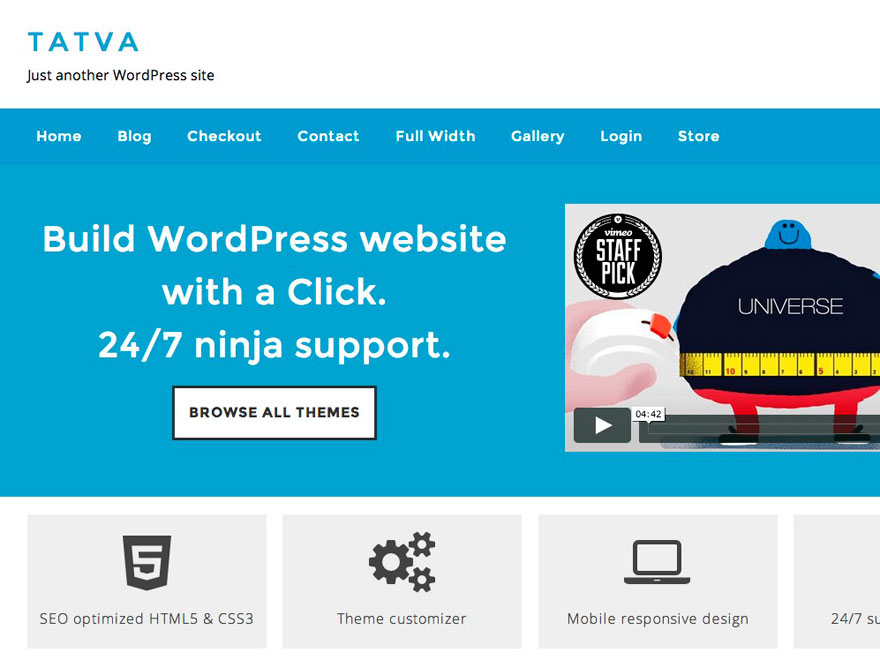 TATVA
Just another WordPress site
Home Blog Checkout Contact Full Width Gallery Login Store
Build WordPress website
with a Click.
24/7 ninja support.
BROWSE ALL THEMES
vimeo
STAFF
PICK
UNIVERSE
10
5
04:42
5
SEO optimized HTML5 & CSS3
Theme customizer
Mobile responsive design
24/7